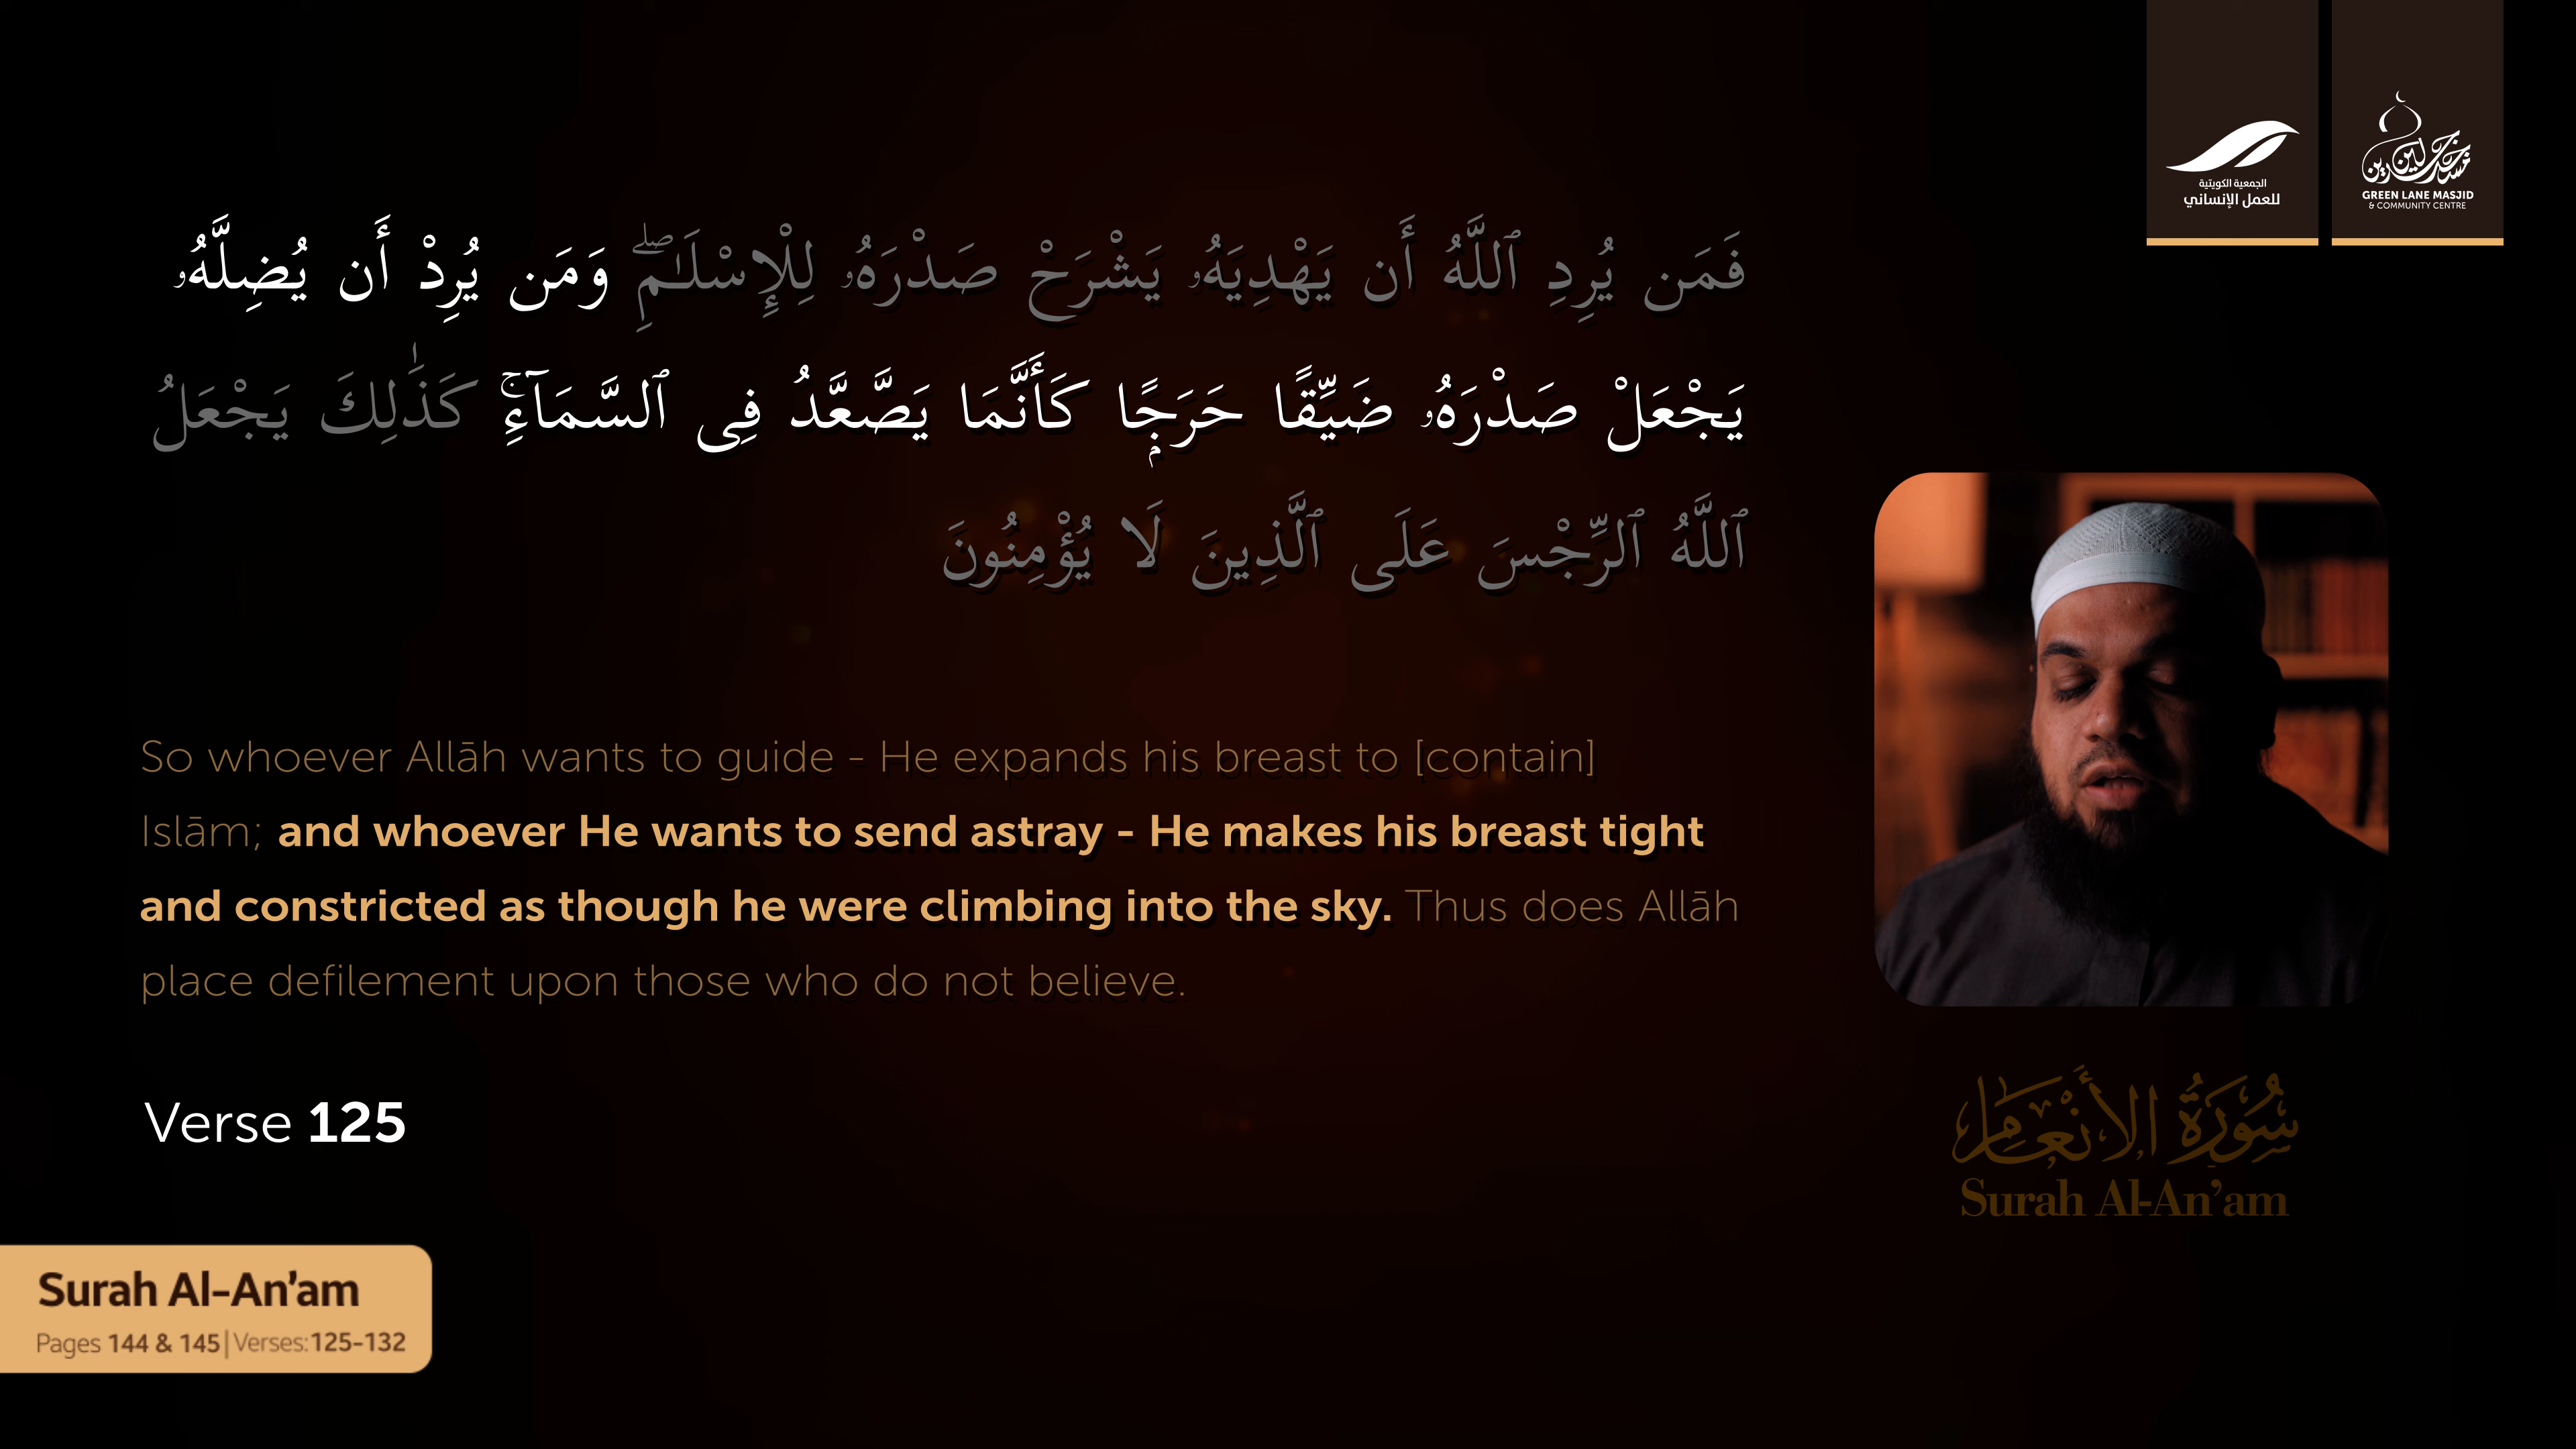 الجمعية الكويتية
للعمل الإنساني
GREEN LANE MASJID
& COMMUNITY CENTRE
فَمَن يُرِدِ ٱللَّهُ أَن يَهْدِيَهُۥ يَشْرَحْ صَدْرَهُۥ لِلْإِسْلَـٰمِ ۖ وَمَن يُرِدْ أَن يُضِلَّهُۥ
يَجْعَلْ صَدْرَهُۥ ضَيِّقًا حَرَجًۭا كَأَنَّمَا يَصَّعَّدُ فِى ٱلسَّمَآءِ ۚ كَذَٰلِكَ يَجْعَلُ
ٱللَّهُ ٱلرِّجْسَ عَلَى ٱلَّذِينَ لَا يُؤْمِنُونَ
So whoever Allāh wants to guide - He expands his breast to [contain]
Islām; and whoever He wants to send astray - He makes his breast tight
and constricted as though he were climbing into the sky. Thus does Allāh
place defilement upon those who do not believe.
Verse 125
سُورَةُ الأَنْعَام
Surah Al-An’am
Surah Al-An’am
Pages 144 & 145|Verses:125-132